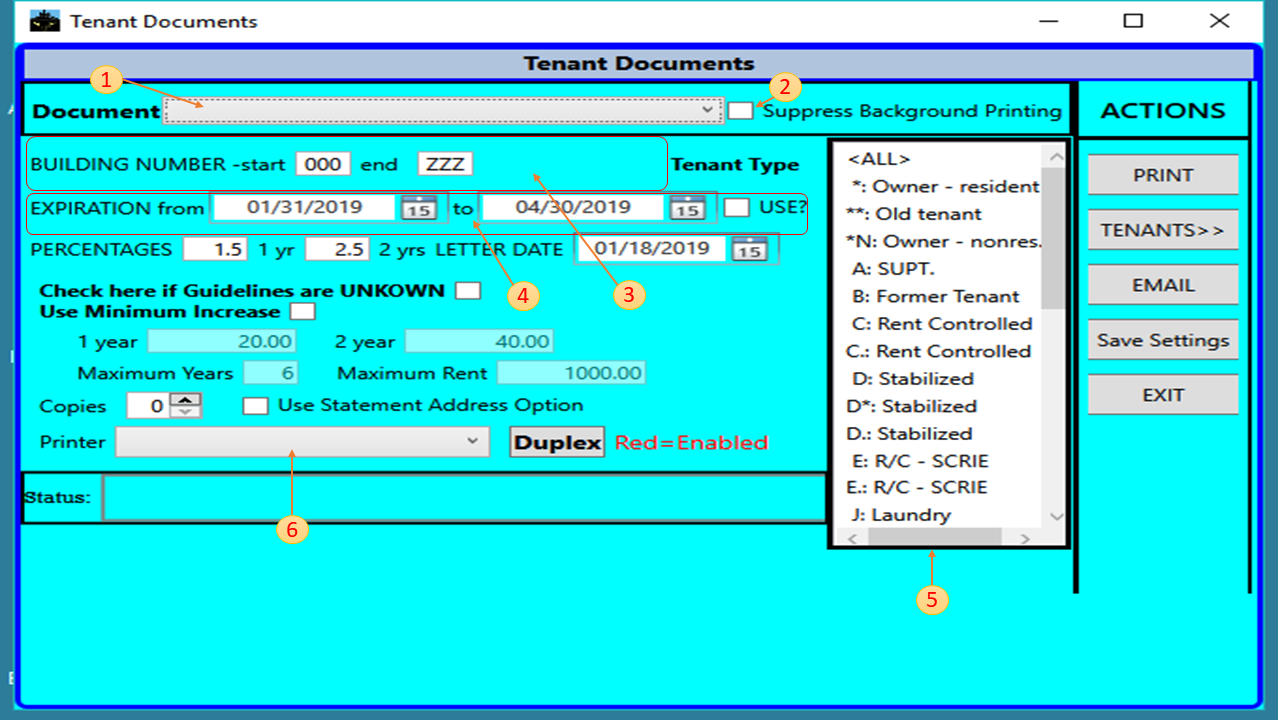 Tenant Documents
Tenant Documents
1
2
Document
Suppress Background Printing
ACTIONS
BUILDING NUMBER -start 000 end ZZZ
Tenant Type
EXPIRATION from 01/31/2019 15 to 04/30/2019 15 USE?
PERCENTAGES 1.5 1 yr 2.5 2 yrs LETTER DATE 01/18/2019 15
4
3
Check here if Guidelines are UNKOWN
Use Minimum Increase
1 year 20.00 2 year 40.00
Maximum Years 6 Maximum Rent 1000.00
Copies 0 Use Statement Address Option
Printer Duplex Red=Enabled
Status:
6
<ALL>
*: Owner - resident
**: Old tenant
*N: Owner - nonres.
A: SUPT.
B: Former Tenant
C: Rent Controlled
C.: Rent Controlled
D: Stabilized
D*: Stabilized
D.: Stabilized
E: R/C - SCRIE
E.: R/C - SCRIE
J: Laundry
5
PRINT
TENANTS>>
EMAIL
Save Settings
EXIT